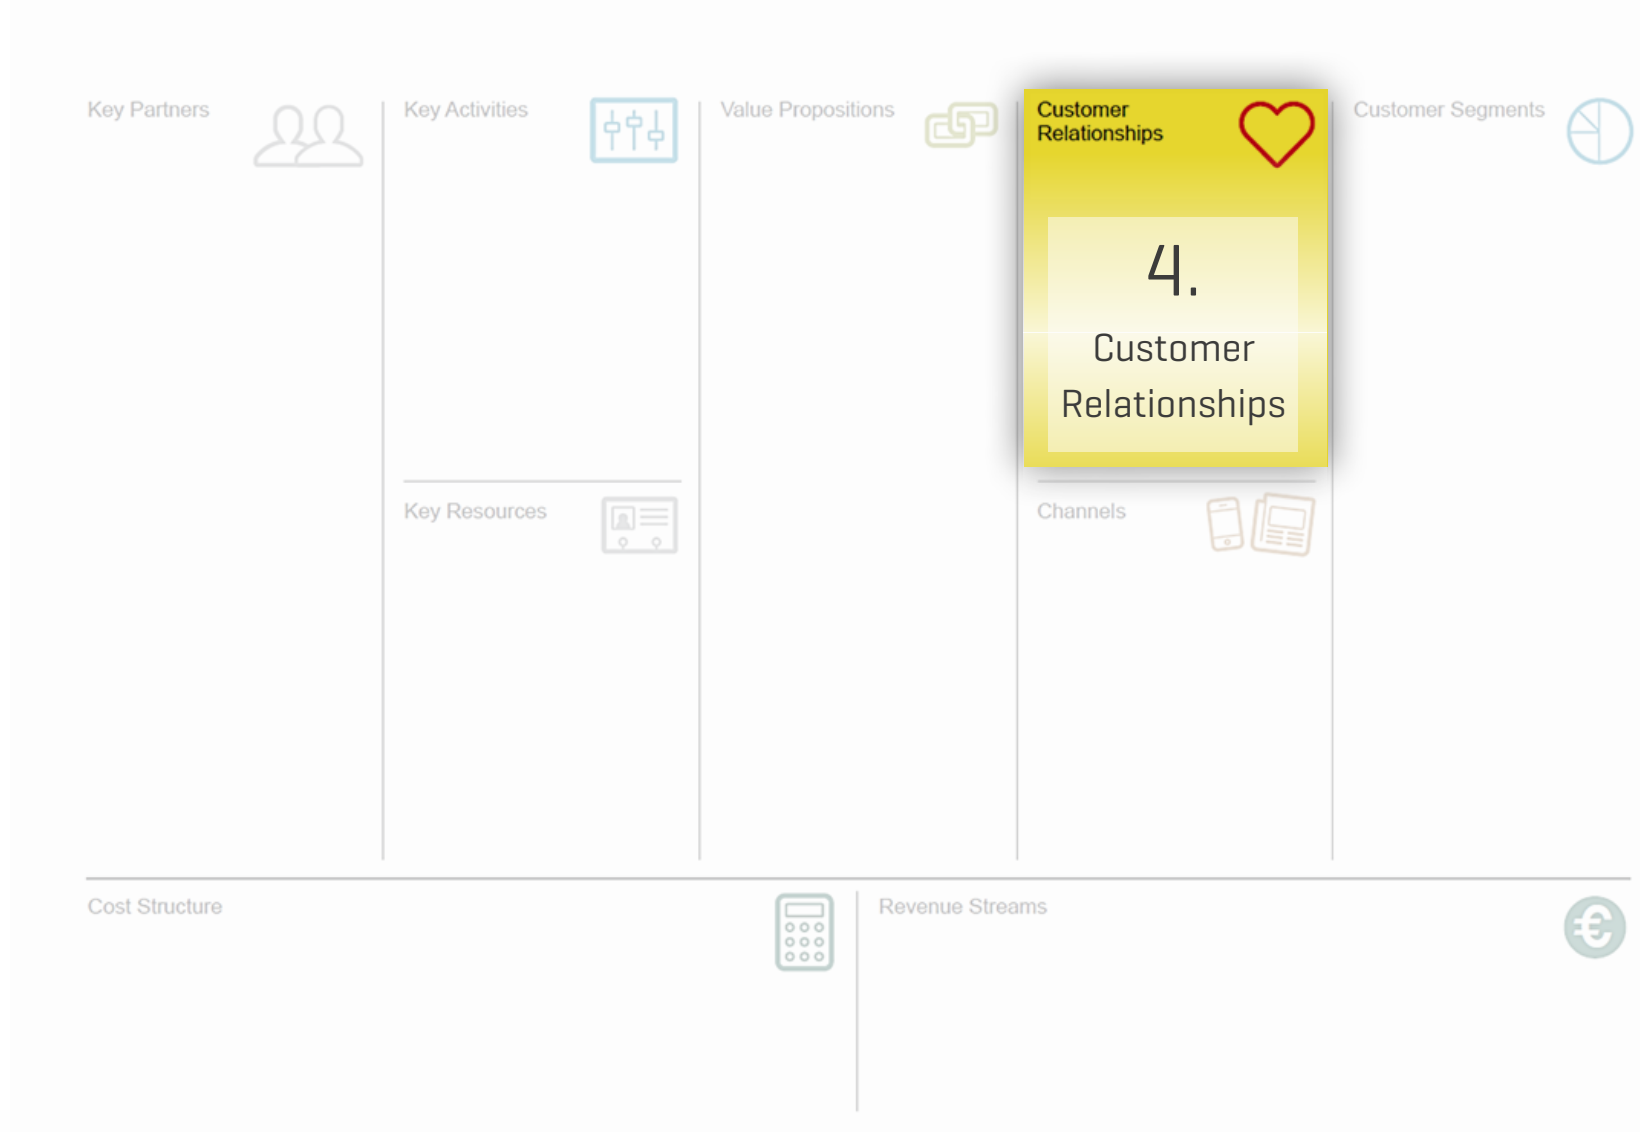 Key Partners
Key Activities
Value Propositions
Customer
Relationships
Customer Segments
4.
Customer
Relationships
Key Resources
Channels
Cost Structure
Revenue Streams
€